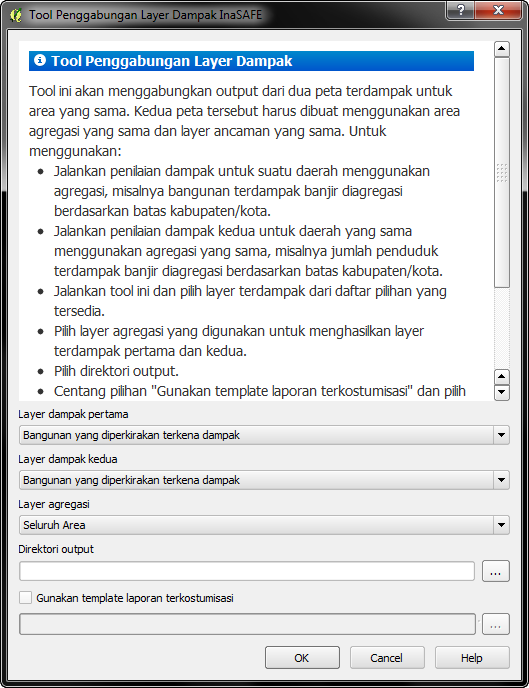 Tool Penggabungan Layer Dampak InaSAFE
Tool Penggabungan Layer Dampak
Tool ini akan menggabungkan output dari dua peta terdampak untuk
area yang sama. Kedua peta tersebut harus dibuat menggunakan area
agregasi yang sama dan layer ancaman yang sama. Untuk
menggunakan:
• Jalankan penilaian dampak untuk suatu daerah menggunakan
agregasi, misalnya bangunan terdampak banjir diagregasi
berdasarkan batas kabupaten/kota.
• Jalankan penilaian dampak kedua untuk daerah yang sama
menggunakan agregasi yang sama, misalnya jumlah penduduk
terdampak banjir diagregasi berdasarkan batas kabupaten/kota.
• Jalankan tool ini dan pilih layer terdampak dari daftar pilihan yang
tersedia.
• Pilih layer agregasi yang digunakan untuk menghasilkan layer
terdampak pertama dan kedua.
• Pilih direktori output.
• Centang pilihan "Gunakan template laporan terkostumisasi" dan pilih
Layer dampak pertama
Bangunan yang diperkirakan terkena dampak
Layer dampak kedua
Bangunan yang diperkirakan terkena dampak
Layer agregasi
Seluruh Area
Direktori output
...
Gunakan template laporan terkostumisasi
...
OK
Cancel
Help